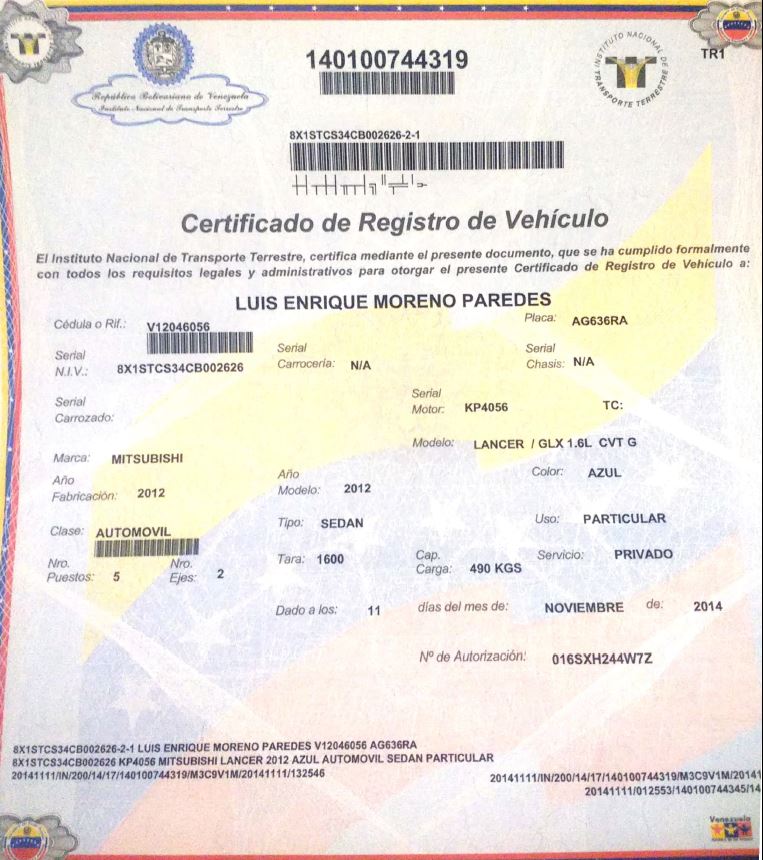 140100744319
INSTITUTO NACIONAL DE TRANSPORTE TERRESTRE
TR1
República Bolivariana de Venezuela
Instituto Nacional de Transporte Terrestre
8X1STCS34CB002626-2-1
Certificado de Registro de Vehículo
El Instituto Nacional de Transporte Terrestre, certifica mediante el presente documento, que se ha cumplido formalmente
con todos los requisitos legales y administrativos para otorgar el presente Certificado de Registro de Vehículo a:
LUIS ENRIQUE MORENO PAREDES
Cédula o Rif.: V12046056 Placa: AG636RA
Serial N.I.V.: 8X1STCS34CB002626 Serial Carrocería: N/A Serial Chasis: N/A
Serial Carrozado: Serial Motor: KP4056 TC:
Marca: MITSUBISHI Modelo: LANCER / GLX 1.6L CVT G
Año Fabricación: 2012 Año Modelo: 2012 Color: AZUL
Clase: AUTOMOVIL Tipo: SEDAN Uso: PARTICULAR
Nro. Puestos: 5 Nro. Ejes: 2 Tara: 1600 Cap. Carga: 490 KGS Servicio: PRIVADO
Dado a los: 11 días del mes de: NOVIEMBRE de: 2014
Nº de Autorización: 016SXH244W7Z
8X1STCS34CB002626-2-1 LUIS ENRIQUE MORENO PAREDES V12046056 AG636RA
8X1STCS34CB002626 KP4056 MITSUBISHI LANCER 2012 AZUL AUTOMOVIL SEDAN PARTICULAR
20141111/IN/200/14/17/140100744319/M3C9V1M/20141111/132546
20141111/IN/200/14/17/140100744319/M3C9V1M/20141
20141111/012553/140100744345/14
Venezuela